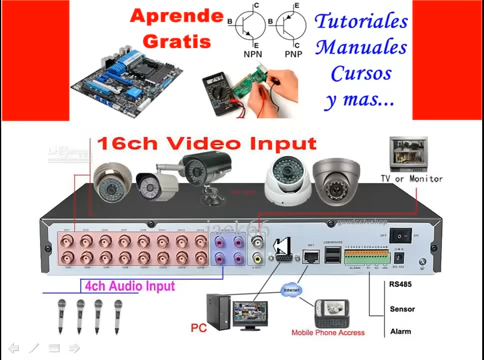 Aprende
Gratis
C
B
E
NPN
E
B
C
PNP
Tutoriales
Manuales
Cursos
y mas...
16ch Video Input
TV or Monitor
4ch Audio Input
Internet
PC
Mobile Phone Access
RS485
Sensor
Alarm